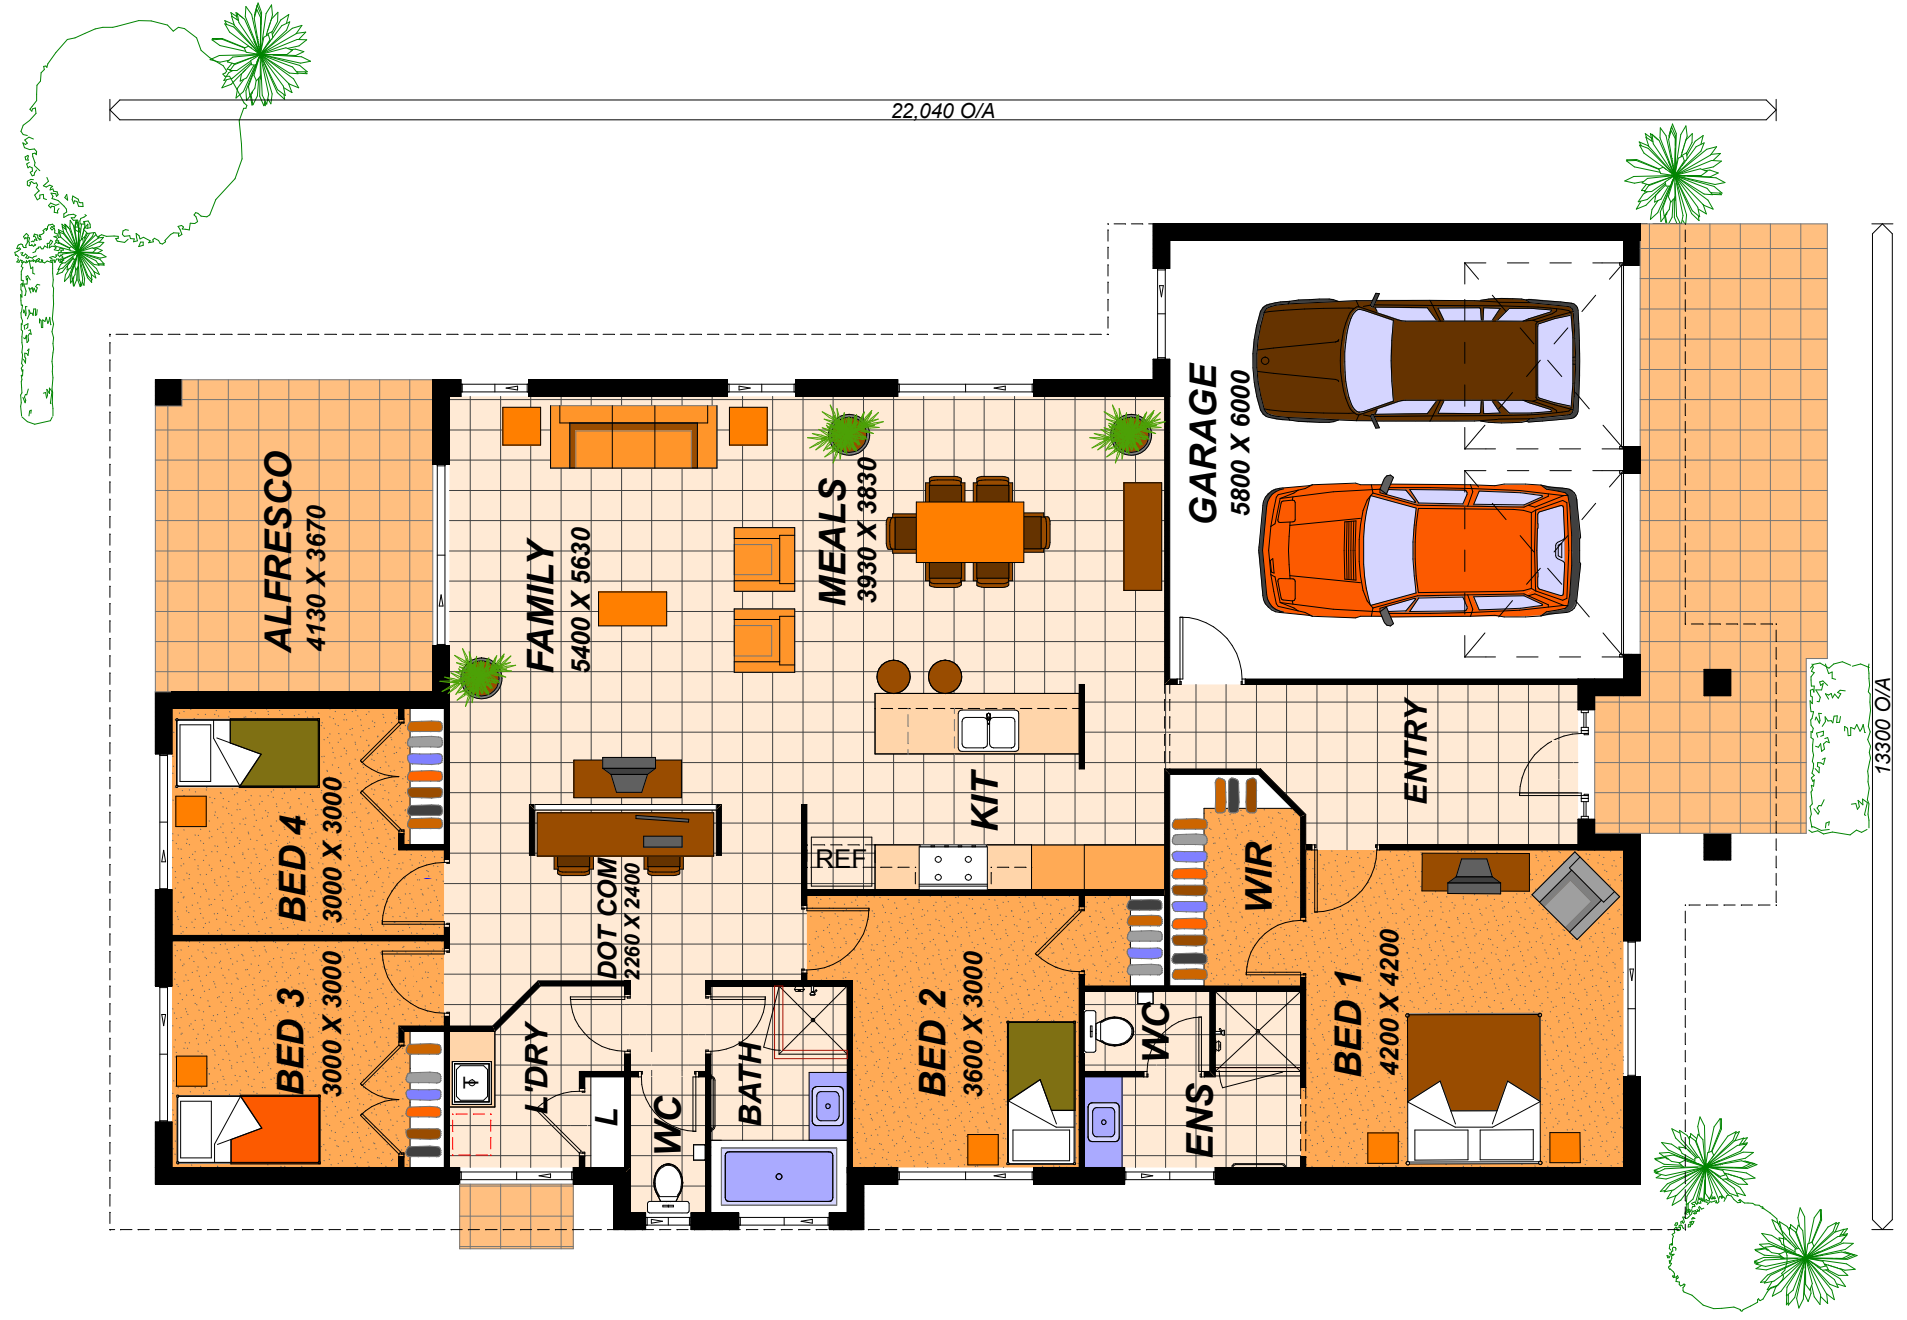 22,040 O/A
13300 O/A
GARAGE
5800 X 6000
ALFRESCO
4130 X 3670
FAMILY
5400 X 5630
MEALS
3930 X 3830
ENTRY
KIT
REF
WIR
BED 4
3000 X 3000
DOT COM
2260 X 2400
BED 3
3000 X 3000
L'DRY
L
WC
BATH
BED 2
3600 X 3000
WC
ENS
BED 1
4200 X 4200